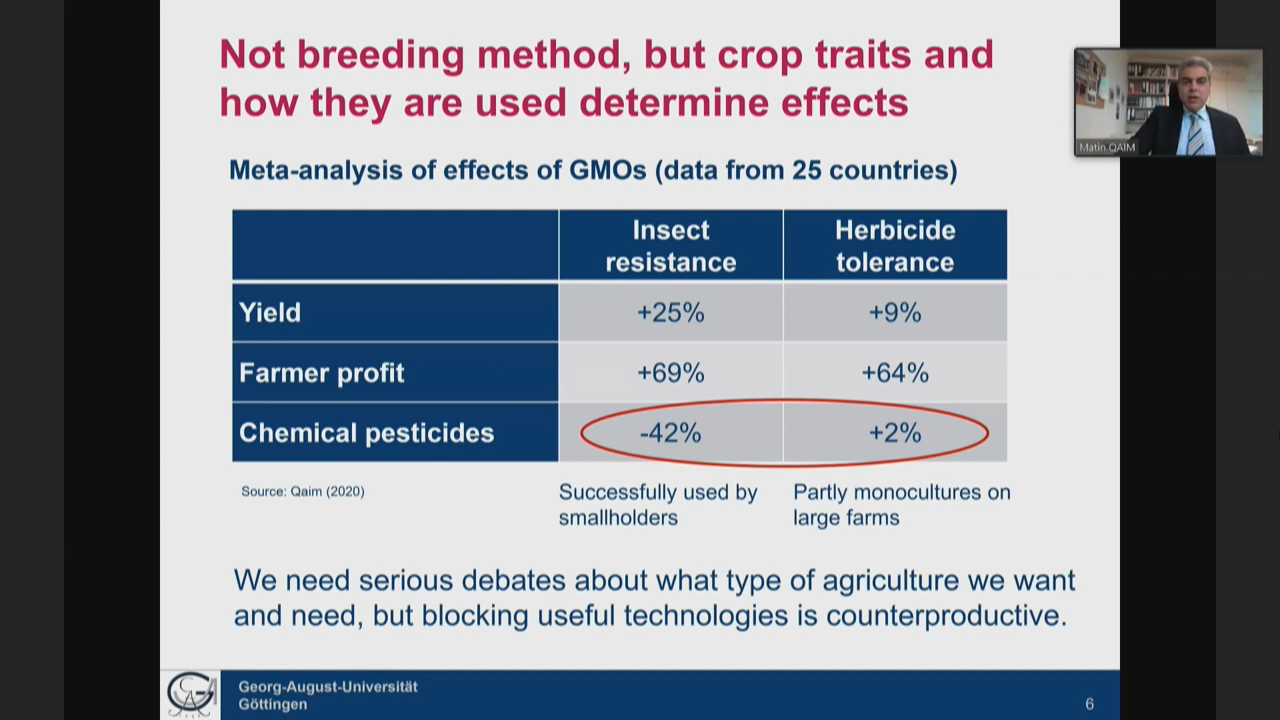 Not breeding method, but crop traits and
how they are used determine effects
Matin QAIM
Meta-analysis of effects of GMOs (data from 25 countries)
Insect resistance
Herbicide tolerance
Yield
+25%
+9%
Farmer profit
+69%
+64%
Chemical pesticides
-42%
+2%
Source: Qaim (2020)
Successfully used by
smallholders
Partly monocultures on
large farms
We need serious debates about what type of agriculture we want
and need, but blocking useful technologies is counterproductive.
Georg-August-Universität
Göttingen
6